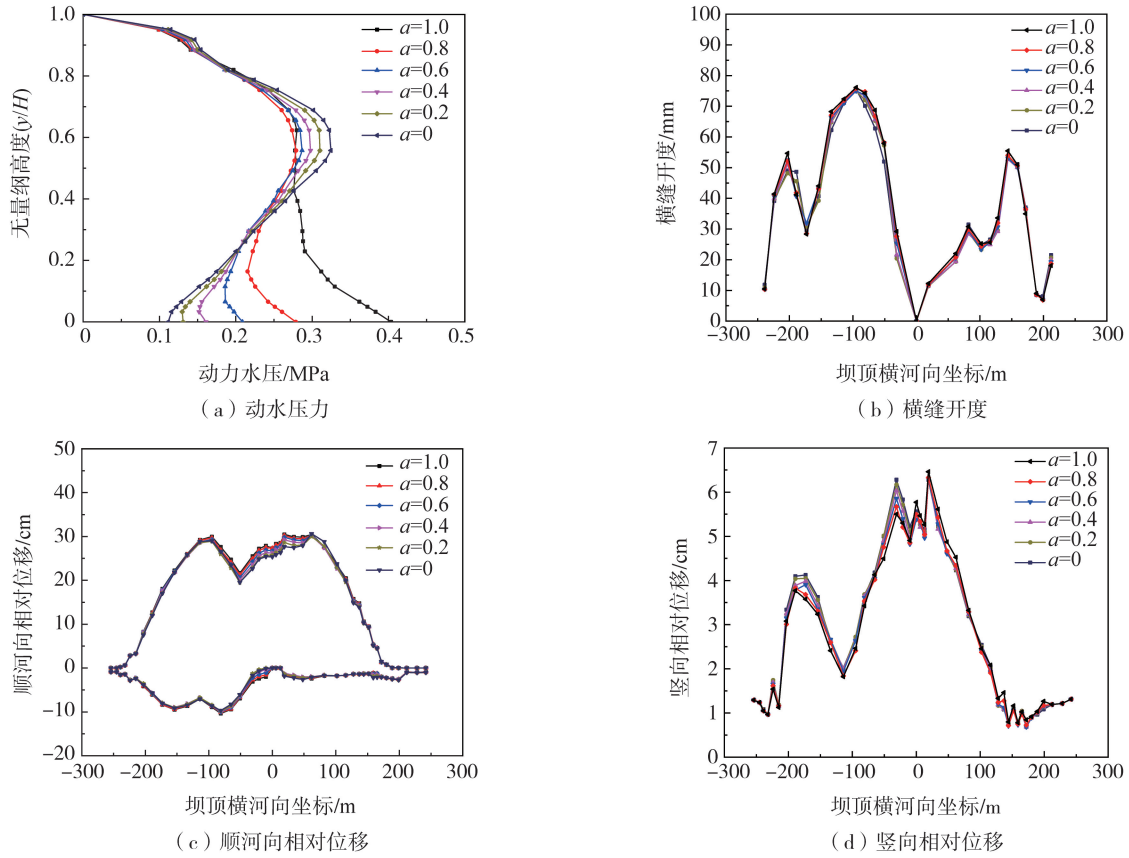 1.0
0.8
0.6
0.4
0.2
0
0
0.1
0.2
0.3
0.4
0.5
无量纲高度(y/H)
动力水压/MPa
a=1.0
a=0.8
a=0.6
a=0.4
a=0.2
a=0
(a)动水压力
100
90
80
70
60
50
40
30
20
10
0
−300
−200
−100
0
100
200
300
横缝开度/mm
坝顶横河向坐标/m
a=1.0
a=0.8
a=0.6
a=0.4
a=0.2
a=0
(b)横缝开度
50
40
30
20
10
0
−10
−20
−300
−200
−100
0
100
200
300
顺河向相对位移/cm
坝顶横河向坐标/m
a=1.0
a=0.8
a=0.6
a=0.4
a=0.2
a=0
(c)顺河向相对位移
7
6
5
4
3
2
1
0
−300
−200
−100
0
100
200
300
竖向相对位移/cm
坝顶横河向坐标/m
a=1.0
a=0.8
a=0.6
a=0.4
a=0.2
a=0
(d)竖向相对位移